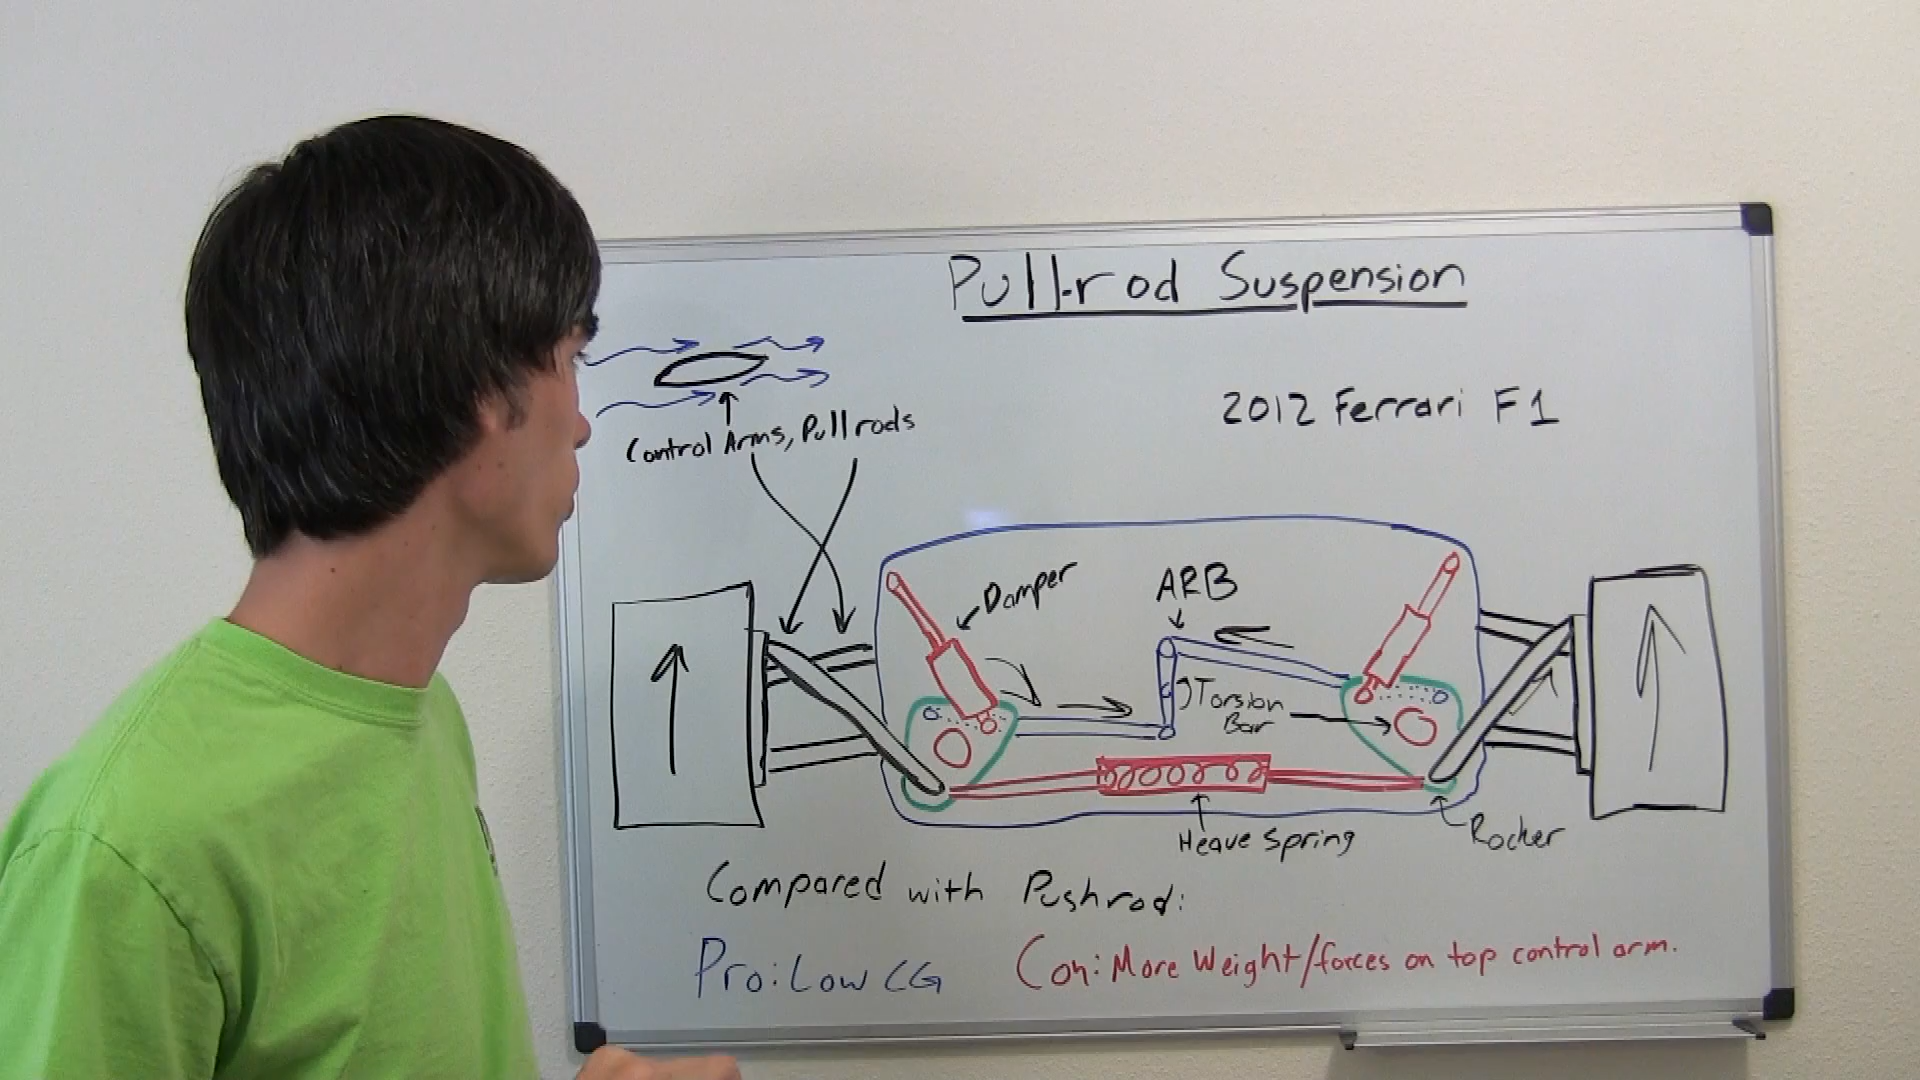 Pull-rod Suspension
2012 Ferrari F1
Control Arms, Pullrods
Damper
ARB
Torsion
Bar
Heave Spring
Rocker
Compared with Pushrod:
Pro: Low CG
Con: More Weight/forces on top control arm.